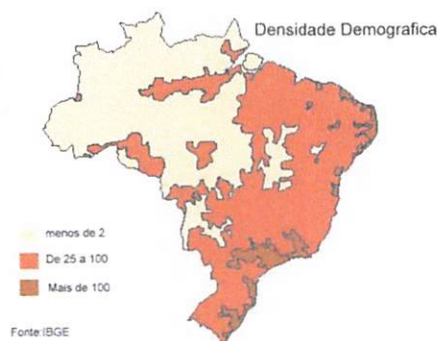 Densidade Demografica
menos de 2
De 25 a 100
Mais de 100
Fonte:IBGE